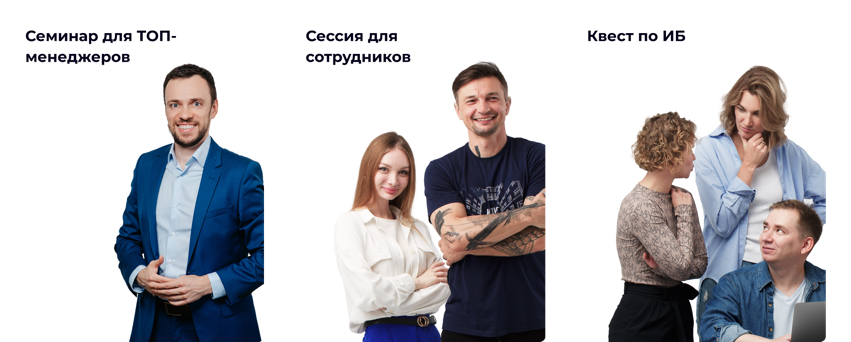 Семинар для ТОП-
менеджеров
Сессия для
сотрудников
Квест по ИБ